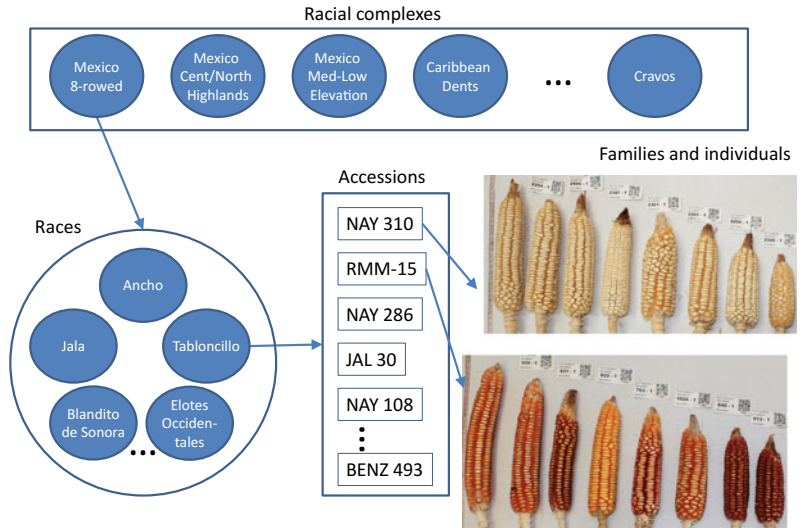 Racial complexes
Mexico
8-rowed
Mexico
Cent/North
Highlands
Mexico
Med-Low
Elevation
Caribbean
Dents
...
Cravos
Families and individuals
Accessions
NAY 310
RMM-15
NAY 286
JAL 30
NAY 108
BENZ 493
Races
Ancho
Jala
Tabloncillo
Blandito
de Sonora
Elotes
Occiden-
tales
...